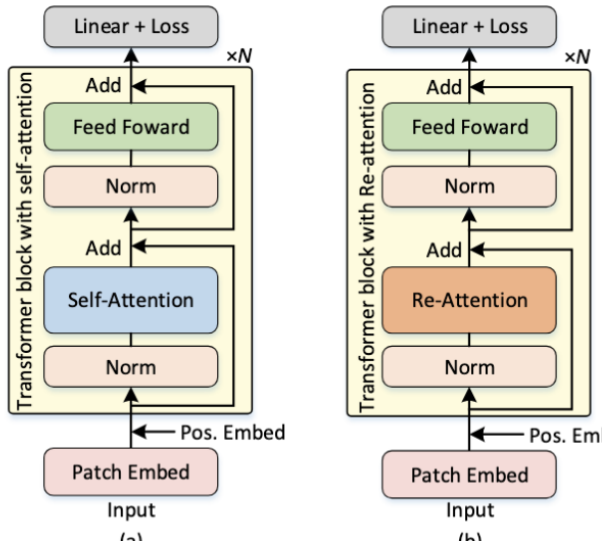 Linear + Loss
×N
Add
Feed Foward
Norm
Add
Self-Attention
Norm
Transformer block with self-attention
Pos. Embed
Patch Embed
Input
(a)
Linear + Loss
×N
Add
Feed Foward
Norm
Add
Re-Attention
Norm
Transformer block with Re-attention
Pos. Emb
Patch Embed
Input
(b)